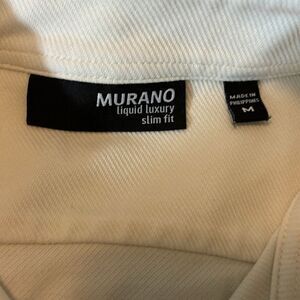 MURANO
liquid luxury
slim fit
MADE IN
PHILIPPINES
M